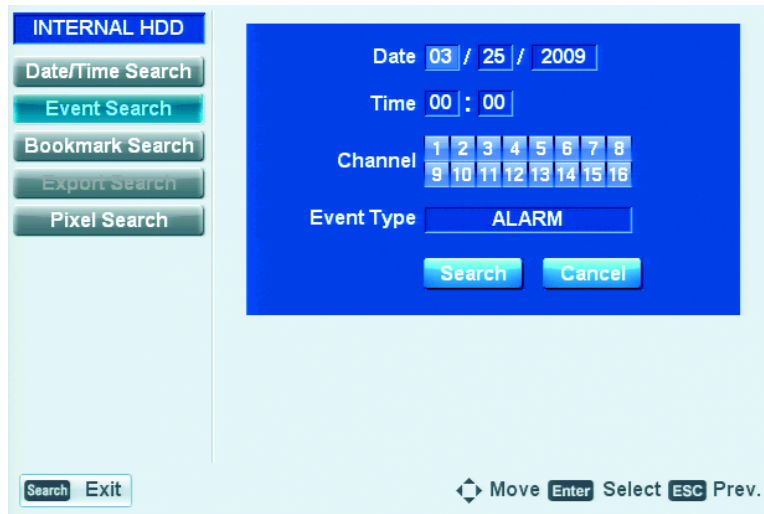 INTERNAL HDD
Date/Time Search
Event Search
Bookmark Search
Export Search
Pixel Search
Date 03 / 25 / 2009
Time 00 : 00
Channel 1 2 3 4 5 6 7 8
9 10 11 12 13 14 15 16
Event Type ALARM
Search Cancel
Search Exit
Move Enter Select ESC Prev.